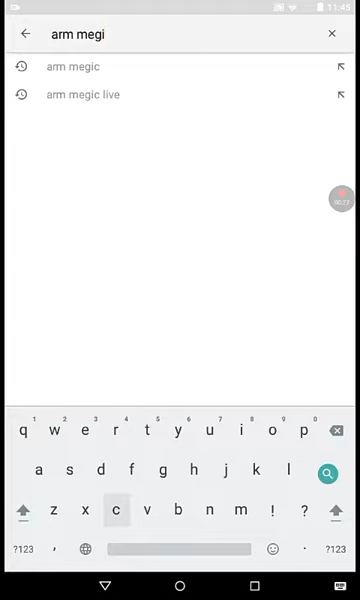 11:45
arm megi
arm megic
arm megic live
00:27
1 2 3 4 5 6 7 8 9 0
q w e r t y u i o p
a s d f g h j k l
z x c v b n m ! ?
?123 , . ?123